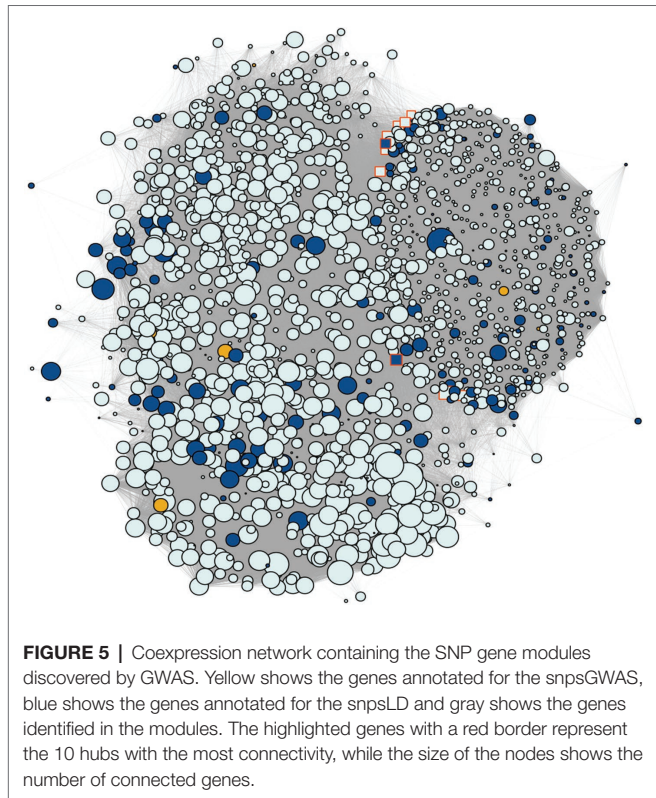 FIGURE 5 | Coexpression network containing the SNP gene modules
discovered by GWAS. Yellow shows the genes annotated for the snpsGWAS,
blue shows the genes annotated for the snpsLD and gray shows the genes
identified in the modules. The highlighted genes with a red border represent
the 10 hubs with the most connectivity, while the size of the nodes shows the
number of connected genes.